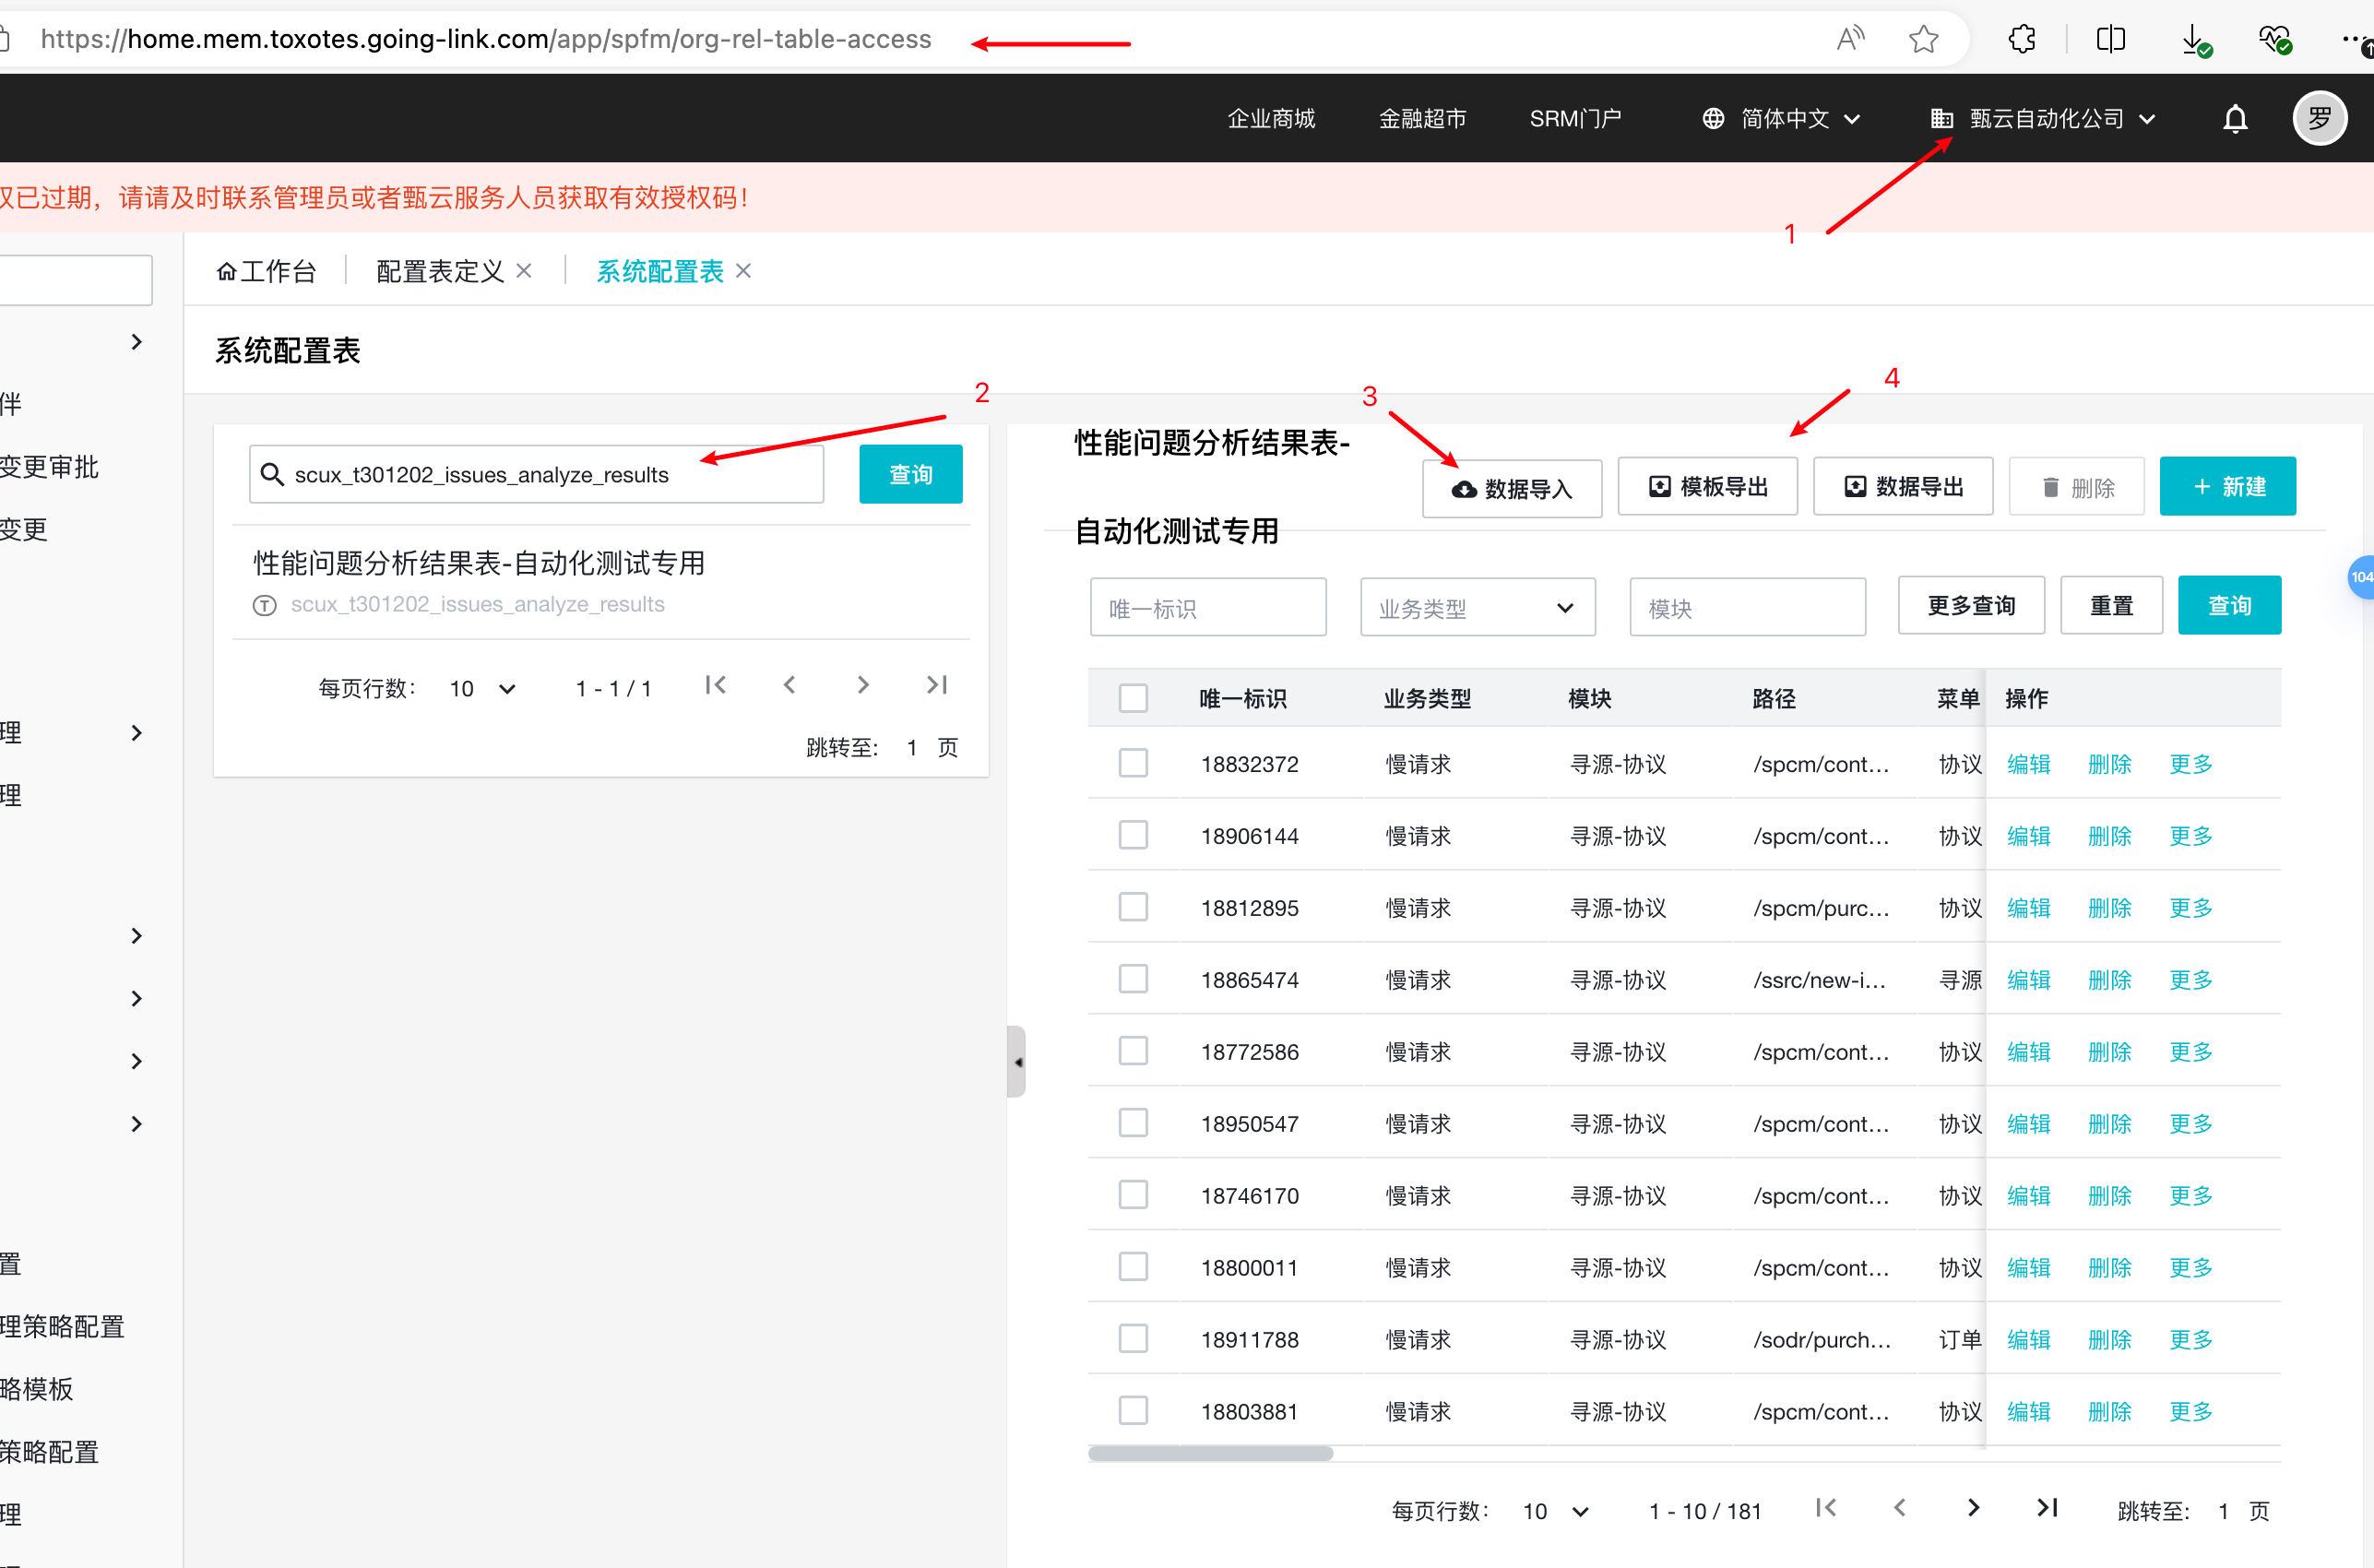 https://home.mem.toxotes.going-link.com/app/spfm/org-rel-table-access
企业商城 金融超市 SRM门户 简体中文 甄云自动化公司 罗
已过期，请请及时联系管理员或者甄云服务人员获取有效授权码！
1
工作台 配置表定义 系统配置表
系统配置表
2
3
4
伴
变更审批
变更
理
理
置
理策略配置
略模板
策略配置
理
scux_t301202_issues_analyze_results 查询
性能问题分析结果表-自动化测试专用
T scux_t301202_issues_analyze_results
每页行数： 10 1 - 1 / 1
跳转至: 1 页
性能问题分析结果表-
自动化测试专用
数据导入 模板导出 数据导出 删除 + 新建
唯一标识 业务类型 模块 更多查询 重置 查询
104
唯一标识 业务类型 模块 路径 菜单 操作
18832372 慢请求 寻源-协议 /spcm/cont... 协议 编辑 删除 更多
18906144 慢请求 寻源-协议 /spcm/cont... 协议 编辑 删除 更多
18812895 慢请求 寻源-协议 /spcm/purc... 协议 编辑 删除 更多
18865474 慢请求 寻源-协议 /ssrc/new-i... 寻源 编辑 删除 更多
18772586 慢请求 寻源-协议 /spcm/cont... 协议 编辑 删除 更多
18950547 慢请求 寻源-协议 /spcm/cont... 协议 编辑 删除 更多
18746170 慢请求 寻源-协议 /spcm/cont... 协议 编辑 删除 更多
18800011 慢请求 寻源-协议 /spcm/cont... 协议 编辑 删除 更多
18911788 慢请求 寻源-协议 /sodr/purch... 订单 编辑 删除 更多
18803881 慢请求 寻源-协议 /spcm/cont... 协议 编辑 删除 更多
每页行数： 10 1 - 10 / 181 跳转至: 1 页